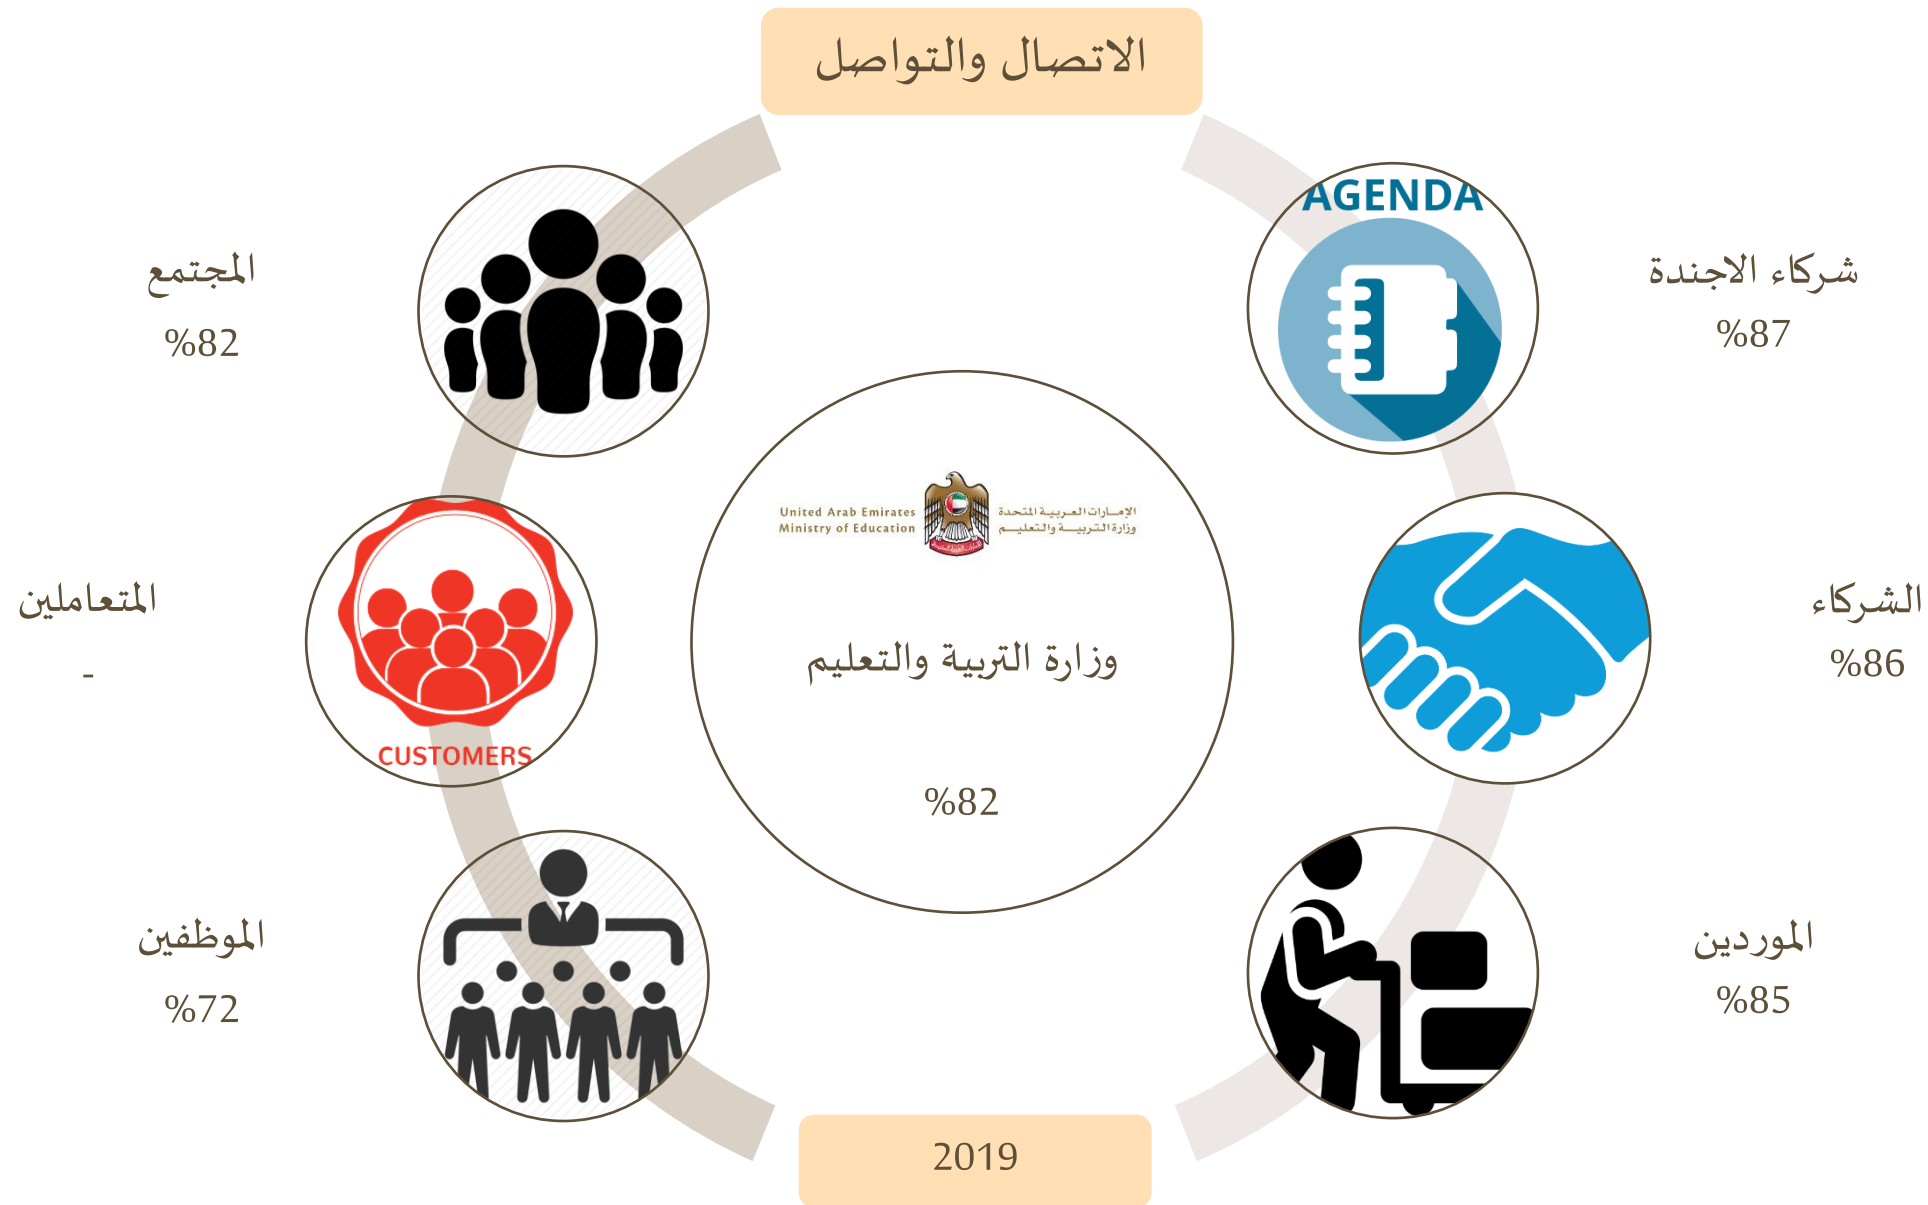 الاتصال والتواصل
AGENDA
شركاء الاجندة
%87
المجتمع
%82
United Arab Emirates
Ministry of Education
الإمارات العربية المتحدة
وزارة التربية والتعليم
الشركاء
%86
وزارة التربية والتعليم
%82
المتعاملين
-
CUSTOMERS
الموردين
%85
الموظفين
%72
2019